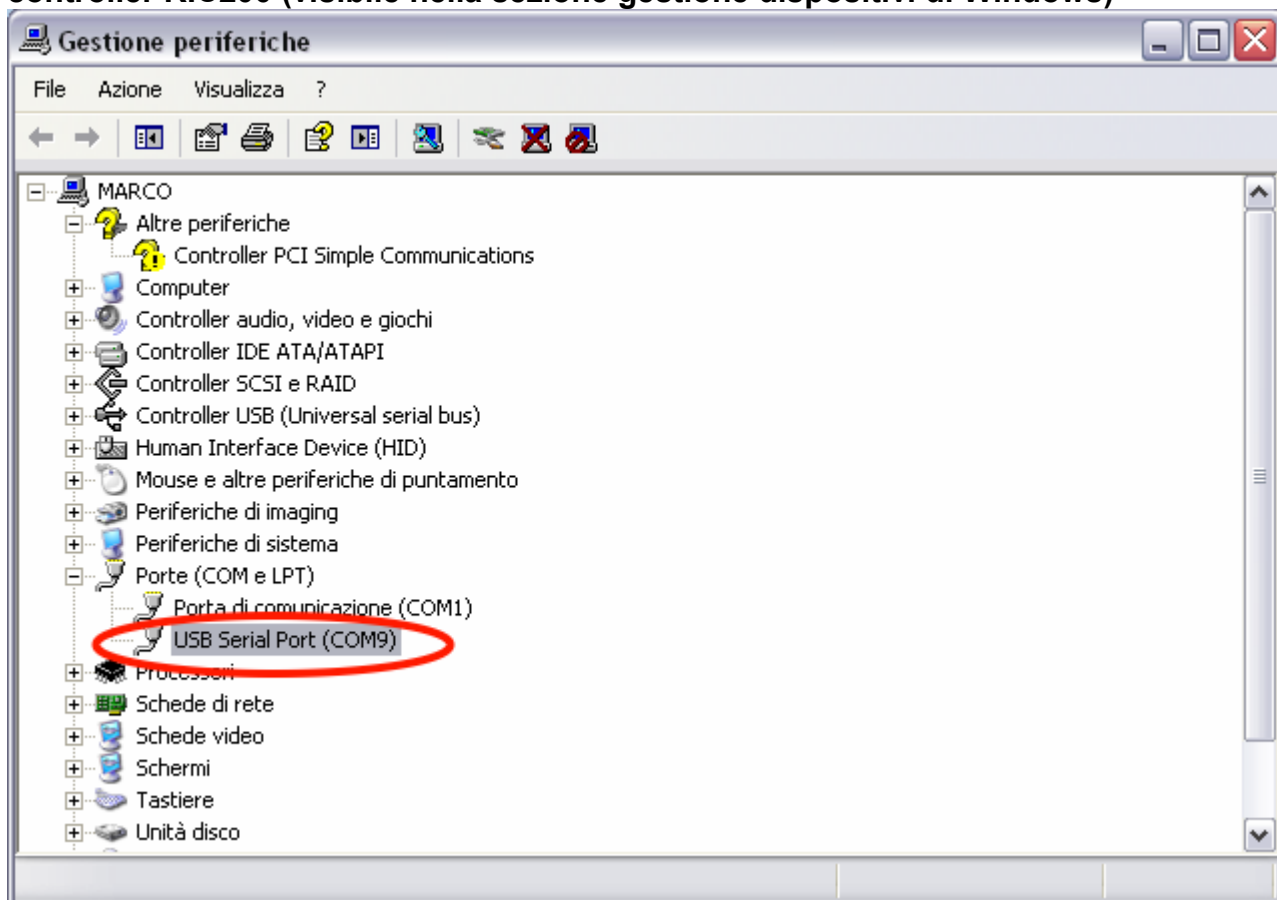 Gestione periferiche
File Azione Visualizza ?
MARCO
Altre periferiche
Controller PCI Simple Communications
Computer
Controller audio, video e giochi
Controller IDE ATA/ATAPI
Controller SCSI e RAID
Controller USB (Universal serial bus)
Human Interface Device (HID)
Mouse e altre periferiche di puntamento
Periferiche di imaging
Periferiche di sistema
Porte (COM e LPT)
Porta di comunicazione (COM1)
USB Serial Port (COM9)
Processori
Schede di rete
Schede video
Schermi
Tastiere
Unità disco